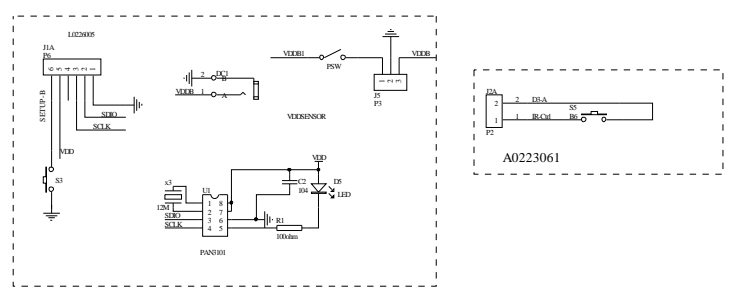 L0226005
J1A
P6
6 5 4 3 2 1
SETUP-B
SDIO
SCLK
VDD
S3
2 DC1
B
VDDB 1 A
VDDB1
PSW
VDDB
1 2 3
J5
P3
VDDSENSOR
VDD
x3
12M
U1
1 8
2 7
3 6
4 5
SDIO
SCLK
PAN3101
C2
104
D5
LED
R1
100ohm
J2A
2 2 D3-A
S5
1 1 IR-Ctrl B6
P2
A0223061